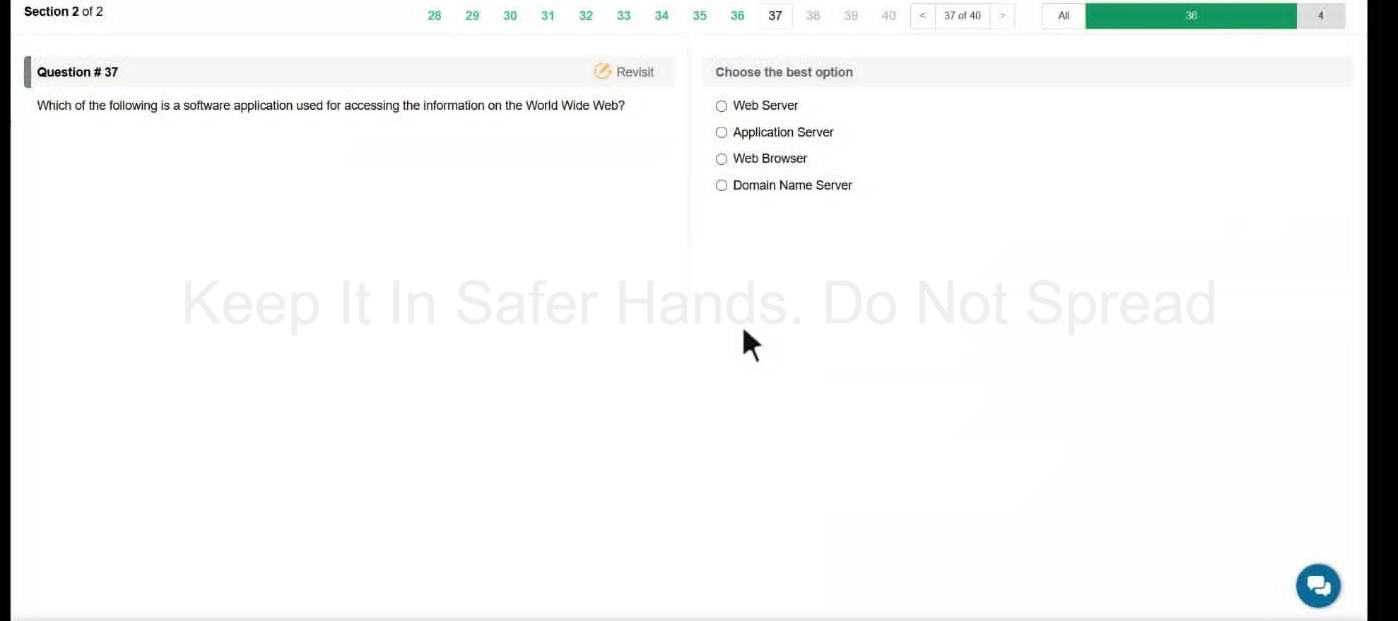 Section 2 of 2
28 29 30 31 32 33 34 35 36 37 38 39 40 < 37 of 40 > All 36 4
Question # 37
Revisit
Which of the following is a software application used for accessing the information on the World Wide Web?
Choose the best option
Web Server
Application Server
Web Browser
Domain Name Server
Keep It In Safer Hands. Do Not Spread